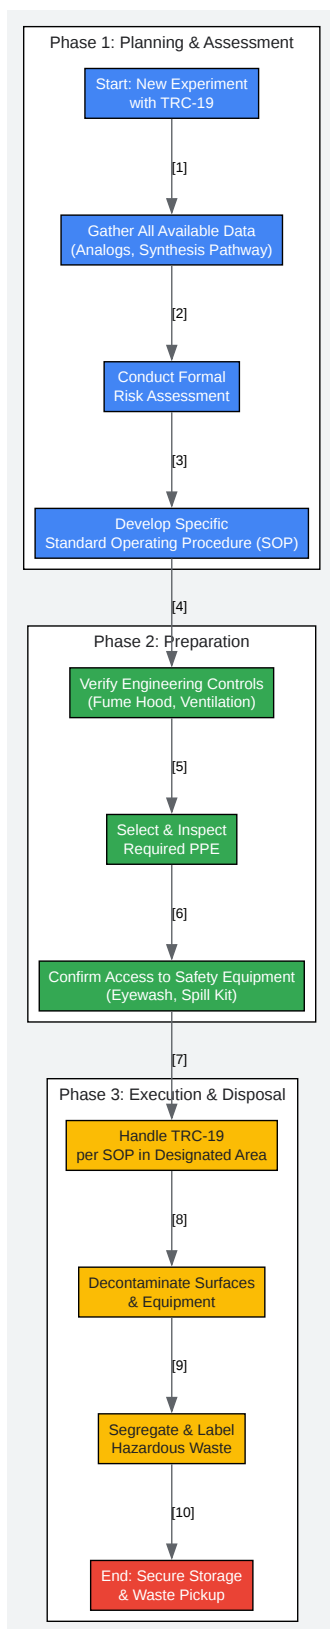 Phase 1: Planning & Assessment
Start: New Experiment
with TRC-19
[1]
Gather All Available Data
(Analogs, Synthesis Pathway)
[2]
Conduct Formal
Risk Assessment
[3]
Develop Specific
Standard Operating Procedure (SOP)
[4]
Phase 2: Preparation
Verify Engineering Controls
(Fume Hood, Ventilation)
[5]
Select & Inspect
Required PPE
[6]
Confirm Access to Safety Equipment
(Eyewash, Spill Kit)
[7]
Phase 3: Execution & Disposal
Handle TRC-19
per SOP in Designated Area
[8]
Decontaminate Surfaces
& Equipment
[9]
Segregate & Label
Hazardous Waste
[10]
End: Secure Storage
& Waste Pickup